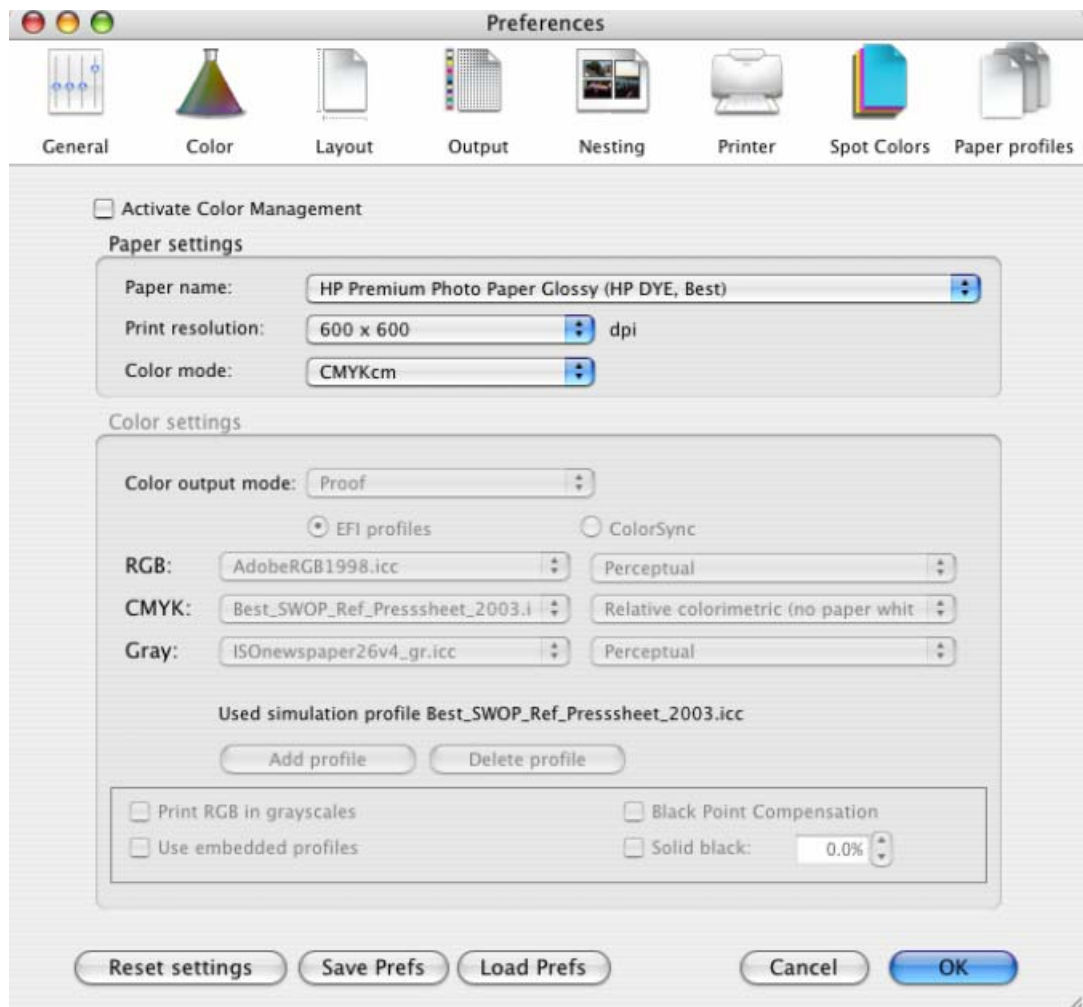 Preferences
General Color Layout Output Nesting Printer Spot Colors Paper profiles
Activate Color Management
Paper settings
Paper name: HP Premium Photo Paper Glossy (HP DYE, Best)
Print resolution: 600 x 600 dpi
Color mode: CMYKcm
Color settings
Color output mode: Proof
EFI profiles ColorSync
RGB: AdobeRGB1998.icc Perceptual
CMYK: Best_SWOP_Ref_Presssheet_2003.i Relative colorimetric (no paper whit
Gray: ISOnewspaper26v4_gr.icc Perceptual
Used simulation profile Best_SWOP_Ref_Presssheet_2003.icc
Add profile Delete profile
Print RGB in grayscales Black Point Compensation
Use embedded profiles Solid black: 0.0%
Reset settings Save Prefs Load Prefs Cancel OK